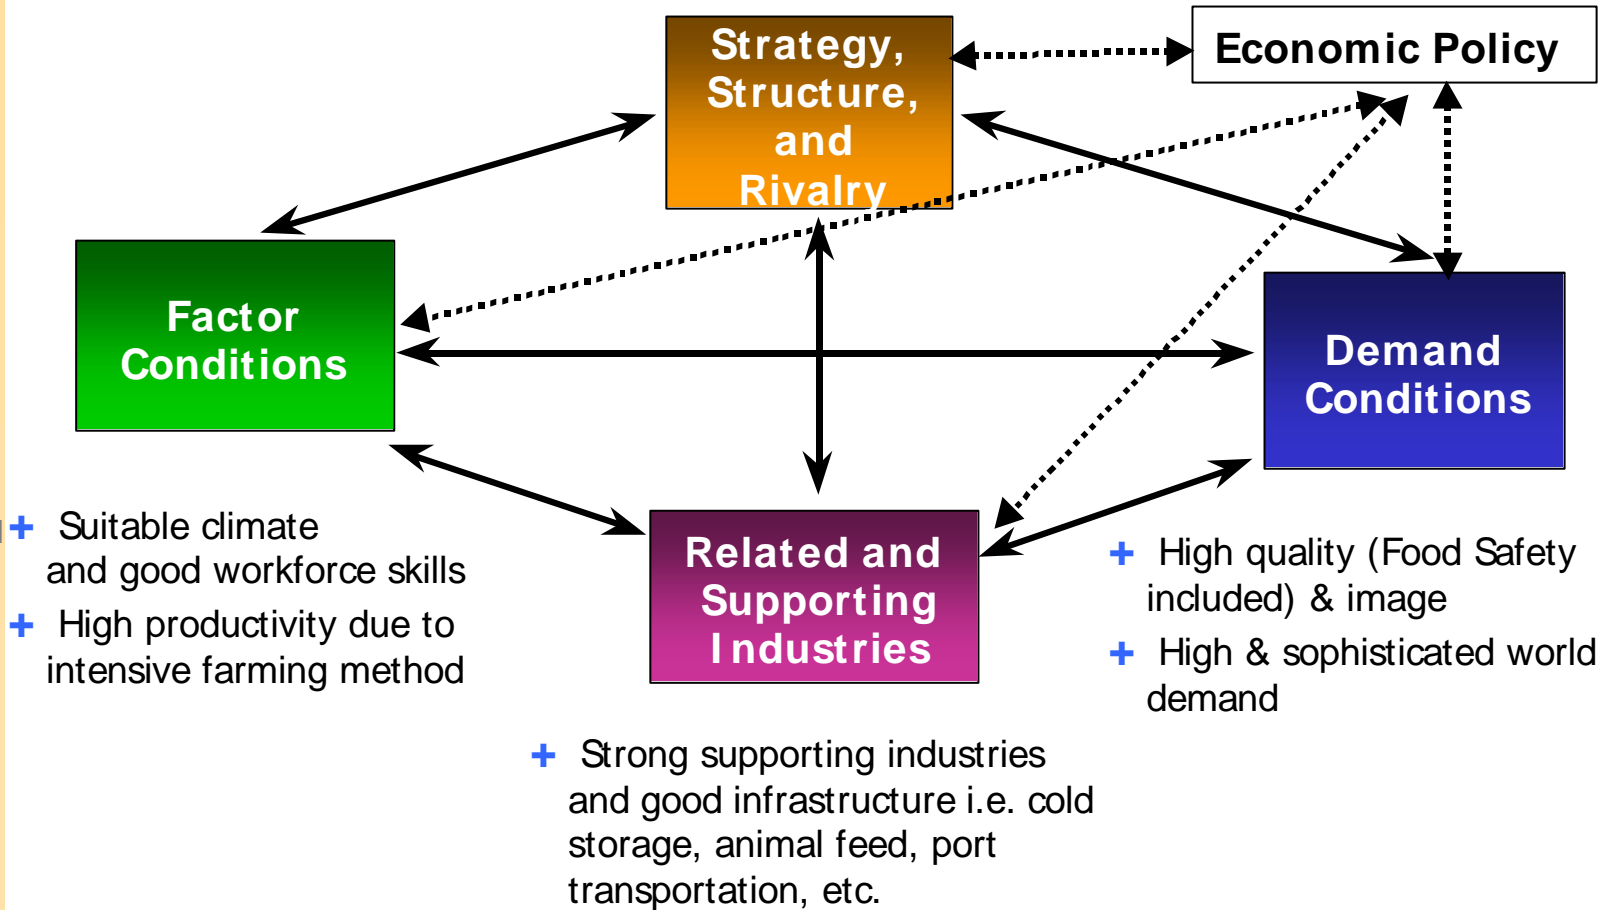 Strategy,
Structure,
and
Rivalry
Economic Policy
Factor
Conditions
Demand
Conditions
Related and
Supporting
Industries
+ Suitable climate
and good workforce skills
+ High productivity due to
intensive farming method
+ High quality (Food Safety
included) & image
+ High & sophisticated world
demand
+ Strong supporting industries
and good infrastructure i.e. cold
storage, animal feed, port
transportation, etc.